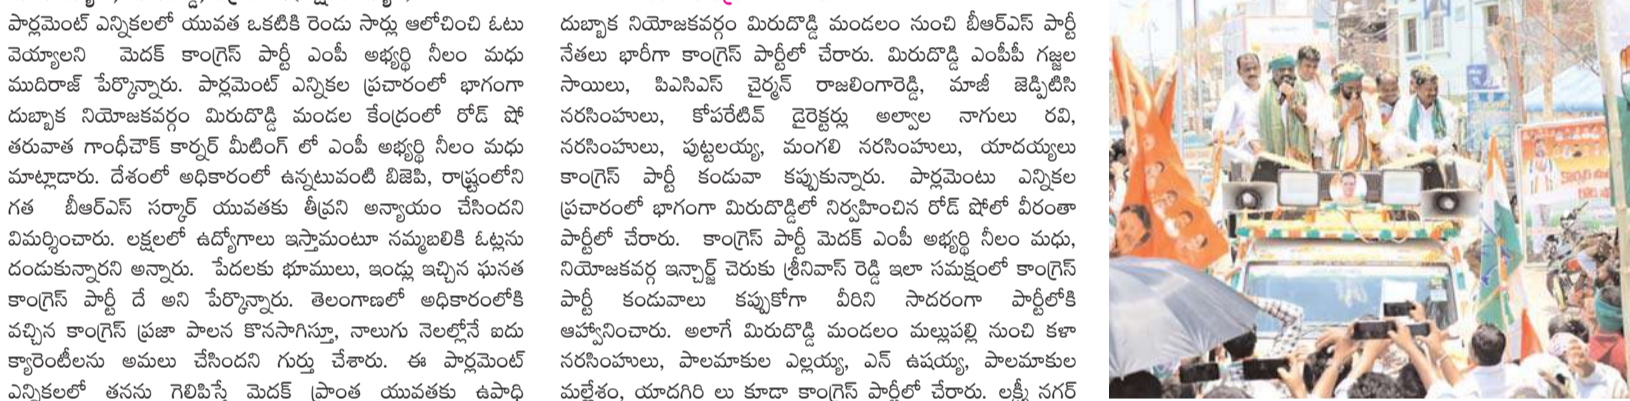 పార్లమెంట్ ఎన్నికలలో యువత ఒకటికి రెండు సార్లు ఆలోచించి ఓటు
వెయ్యాలని మెదక్ కాంగ్రెస్ పార్టీ ఎంపీ అభ్యర్థి నీలం మధు
ముదిరాజ్ పేర్కొన్నారు. పార్లమెంట్ ఎన్నికల ప్రచారంలో భాగంగా
దుబ్బాక నియోజకవర్గం మిరుదొడ్డి మండల కేంద్రంలో రోడ్ షో
తరువాత గాంధీచౌక్ కార్నర్ మీటింగ్ లో ఎంపీ అభ్యర్థి నీలం మధు
మాట్లాడారు. దేశంలో అధికారంలో ఉన్నటువంటి బిజెపి, రాష్ట్రంలోని
గత బీఆర్ఎస్ సర్కార్ యువతకు తీవ్రని అన్యాయం చేసిందని
విమర్శించారు. లక్షలలో ఉద్యోగాలు ఇస్తామంటూ నమ్మబలికి ఓట్లను
దండుకున్నారని అన్నారు. పేదలకు భూములు, ఇండ్లు ఇచ్చిన ఘనత
కాంగ్రెస్ పార్టీ దే అని పేర్కొన్నారు. తెలంగాణలో అధికారంలోకి
వచ్చిన కాంగ్రెస్ ప్రజా పాలన కొనసాగిస్తూ, నాలుగు నెలల్లోనే ఐదు
క్యారెంటీలను అమలు చేసిందని గుర్తు చేశారు. ఈ పార్లమెంట్
ఎన్నికలలో తనను గెలిపిస్తే మెదక్ ప్రాంత యువతకు ఉపాధి
దుబ్బాక నియోజకవర్గం మిరుదొడ్డి మండలం నుంచి బీఆర్ఎస్ పార్టీ
నేతలు భారీగా కాంగ్రెస్ పార్టీలో చేరారు. మిరుదొడ్డి ఎంపీపీ గజ్జల
సాయిలు, పిఎసిఎస్ చైర్మన్ రాజలింగారెడ్డి, మాజీ జెడ్పిటిసి
నరసింహులు, కోపరేటివ్ డైరెక్టర్లు అల్వాల నాగులు రవి,
నరసింహులు, పుట్టలయ్య, మంగలి నరసింహులు, యాదయ్యలు
కాంగ్రెస్ పార్టీ కండువా కప్పుకున్నారు. పార్లమెంటు ఎన్నికల
ప్రచారంలో భాగంగా మిరుదొడ్డిలో నిర్వహించిన రోడ్ షోలో వీరంతా
పార్టీలో చేరారు. కాంగ్రెస్ పార్టీ మెదక్ ఎంపీ అభ్యర్థి నీలం మధు,
నియోజకవర్గ ఇన్చార్జ్ చెరుకు శ్రీనివాస్ రెడ్డి ఇలా సమక్షంలో కాంగ్రెస్
పార్టీ కండువాలు కప్పుకోగా వీరిని సాదరంగా పార్టీలోకి
ఆహ్వానించారు. అలాగే మిరుదొడ్డి మండలం మల్లుపల్లి నుంచి కళా
నరసింహులు, పాలమాకుల ఎల్లయ్య, ఎన్ ఉషయ్య, పాలమాకుల
మల్లేశం, యాదగిరి లు కూడా కాంగ్రెస్ పార్టీలో చేరారు. లక్ష్మీ నగర్